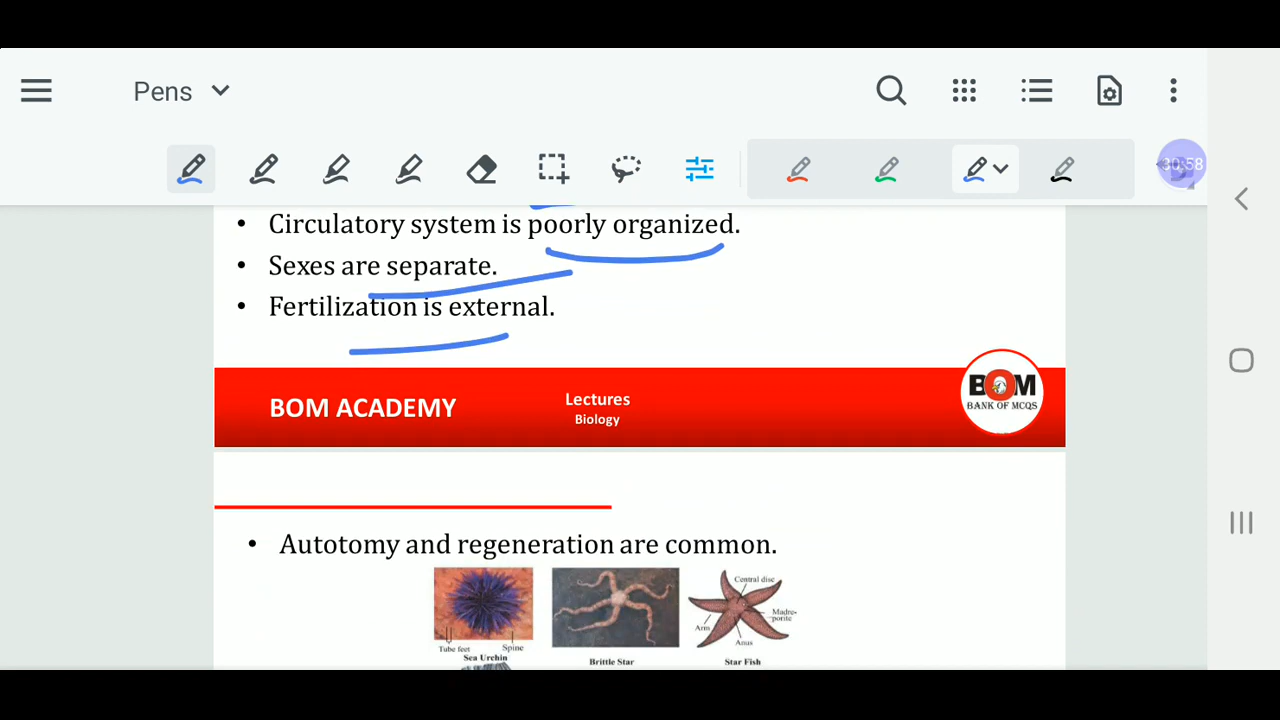 Pens
00:58
• Circulatory system is poorly organized.
• Sexes are separate.
• Fertilization is external.
BOM ACADEMY
Lectures
Biology
BOM
BANK OF MCQS
• Autotomy and regeneration are common.
Central disc
Madre-
porite
Arm
Anus
Tube feet
Spine
Sea Urchin
Brittle Star
Star Fish